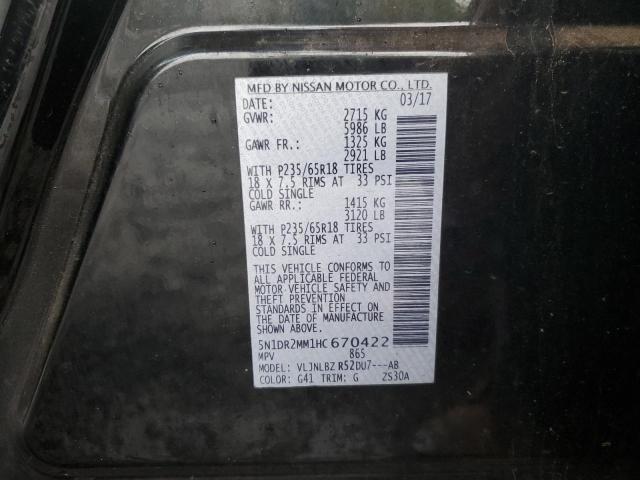 MFD BY NISSAN MOTOR CO., LTD.
DATE: 03/17
GVWR: 2715 KG
5986 LB
GAWR FR.: 1325 KG
2921 LB
WITH P235/65R18 TIRES
18 X 7.5 RIMS AT 33 PSI
COLD SINGLE
GAWR RR.: 1415 KG
3120 LB
WITH P235/65R18 TIRES
18 X 7.5 RIMS AT 33 PSI
COLD SINGLE
THIS VEHICLE CONFORMS TO
ALL APPLICABLE FEDERAL
MOTOR VEHICLE SAFETY AND
THEFT PREVENTION
STANDARDS IN EFFECT ON
THE DATE OF MANUFACTURE
SHOWN ABOVE.
5N1DR2MM1HC670422
MPV 865
MODEL: VLJNLBZ R52DU7---AB
COLOR: G41 TRIM: G ZS30A